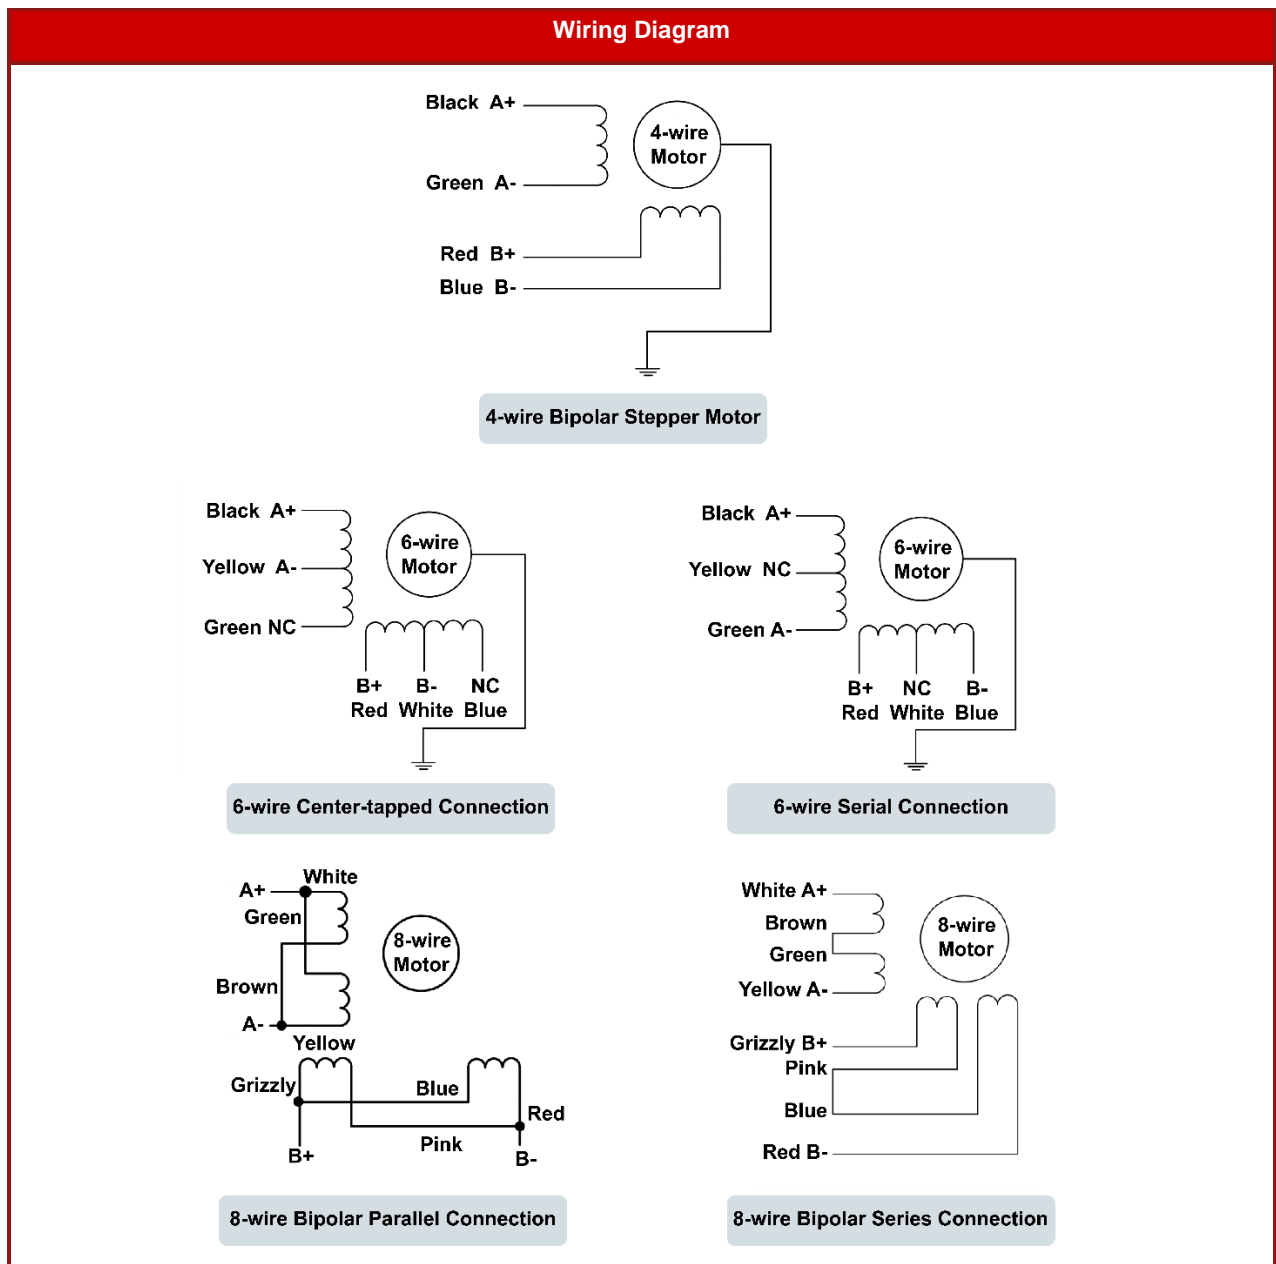 Wiring Diagram
Black A+
4-wire
Motor
Green A-
Red B+
Blue B-
4-wire Bipolar Stepper Motor
Black A+
6-wire
Motor
Yellow A-
Green NC
B+ B- NC
Red White Blue
6-wire Center-tapped Connection
Black A+
6-wire
Motor
Yellow NC
Green A-
B+ NC B-
Red White Blue
6-wire Serial Connection
White
A+
Green
8-wire
Motor
Brown
A-
Yellow
Grizzly
Blue
Red
Pink
B+
B-
8-wire Bipolar Parallel Connection
White A+
Brown
8-wire
Motor
Green
Yellow A-
Grizzly B+
Pink
Blue
Red B-
8-wire Bipolar Series Connection